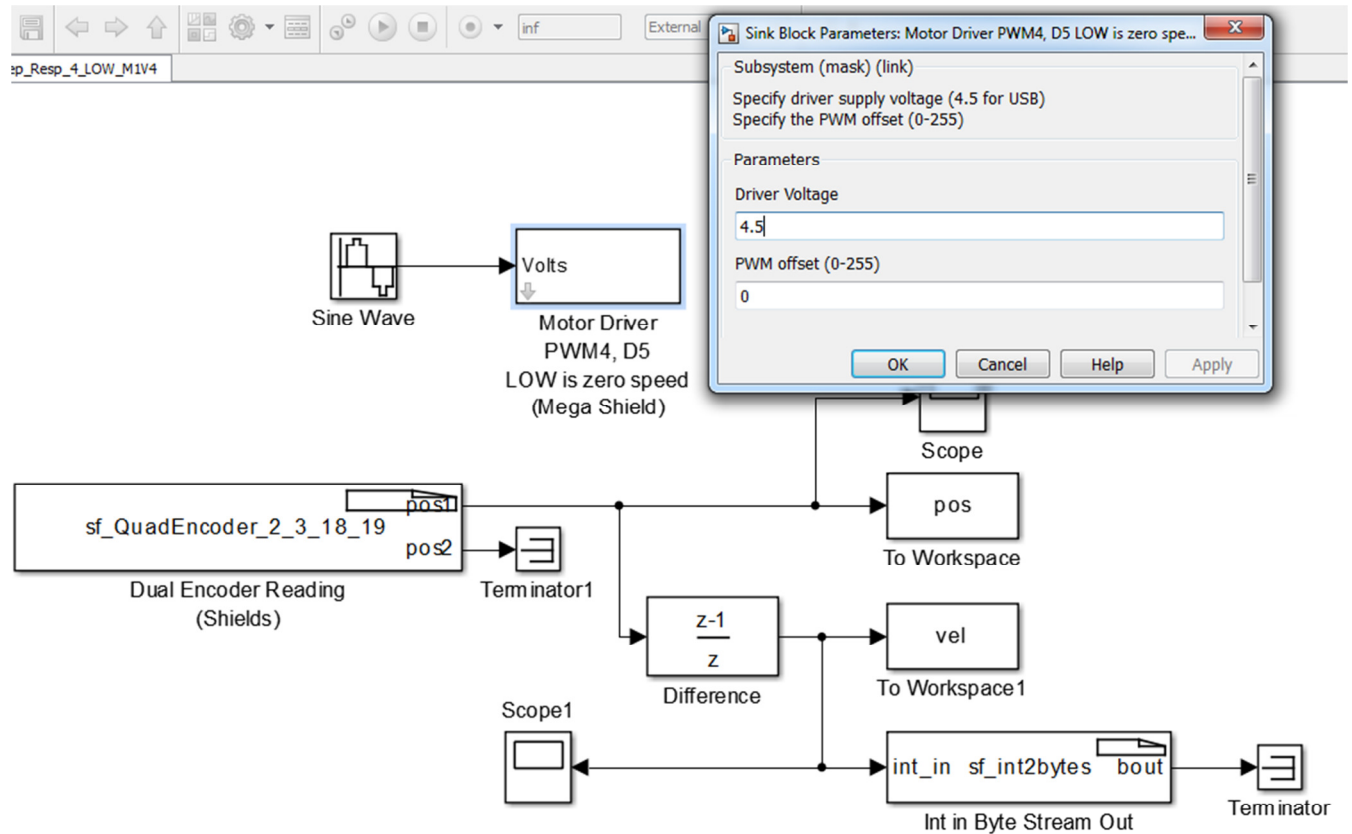 inf
External
Sink Block Parameters: Motor Driver PWM4, D5 LOW is zero spe...
ep_Resp_4_LOW_M1V4
Subsystem (mask) (link)
Specify driver supply voltage (4.5 for USB)
Specify the PWM offset (0-255)
Parameters
Driver Voltage
4.5
PWM offset (0-255)
0
OK
Cancel
Help
Apply
Sine Wave
Volts
Motor Driver
PWM4, D5
LOW is zero speed
(Mega Shield)
Scope
sf_QuadEncoder_2_3_18_19
pos1
pos2
Dual Encoder Reading
(Shields)
Terminator1
pos
To Workspace
z-1
z
Difference
vel
To Workspace1
Scope1
int_in sf_int2bytes bout
Int in Byte Stream Out
Terminator